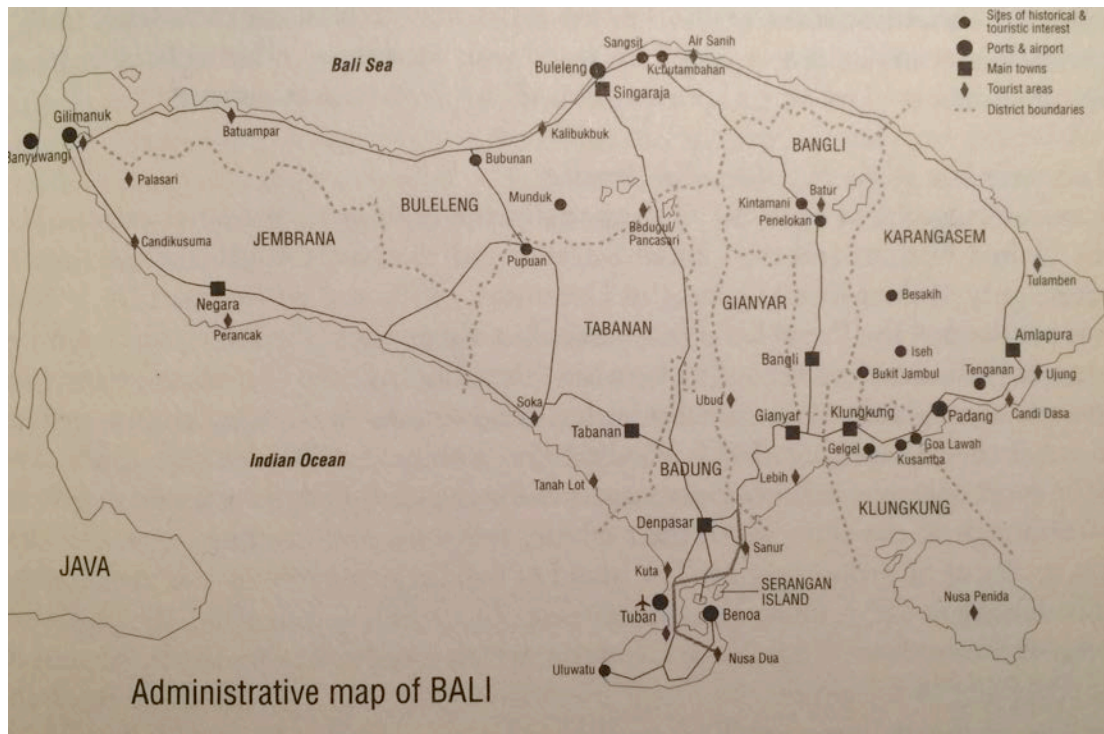 Sites of historical &
touristic interest
Ports & airport
Main towns
Tourist areas
District boundaries
Bali Sea
Sangsit
Air Sanih
Kubutambahan
Buleleng
Singaraja
Gilimanuk
Banyuwangi
Batuampar
Kalibukbuk
BANGLI
Bubunan
Palasari
Munduk
BULELENG
Kintamani
Batur
Penelokan
Bedugul/
Pancasari
KARANGASEM
Candikusuma
JEMBRANA
Pupuan
Tulamben
Negara
GIANYAR
Besakih
Perancak
TABANAN
Amlapura
Bangli
Iseh
Bukit Jambul
Tenganan
Ujung
Soka
Ubud
Tabanan
Gianyar
Klungkung
Padang
Candi Dasa
Gelgel
Goa Lawah
Kusamba
Indian Ocean
BADUNG
Tanah Lot
Lebih
KLUNGKUNG
Denpasar
Sanur
JAVA
Kuta
SERANGAN
ISLAND
Nusa Penida
Tuban
Benoa
Nusa Dua
Uluwatu
Administrative map of BALI